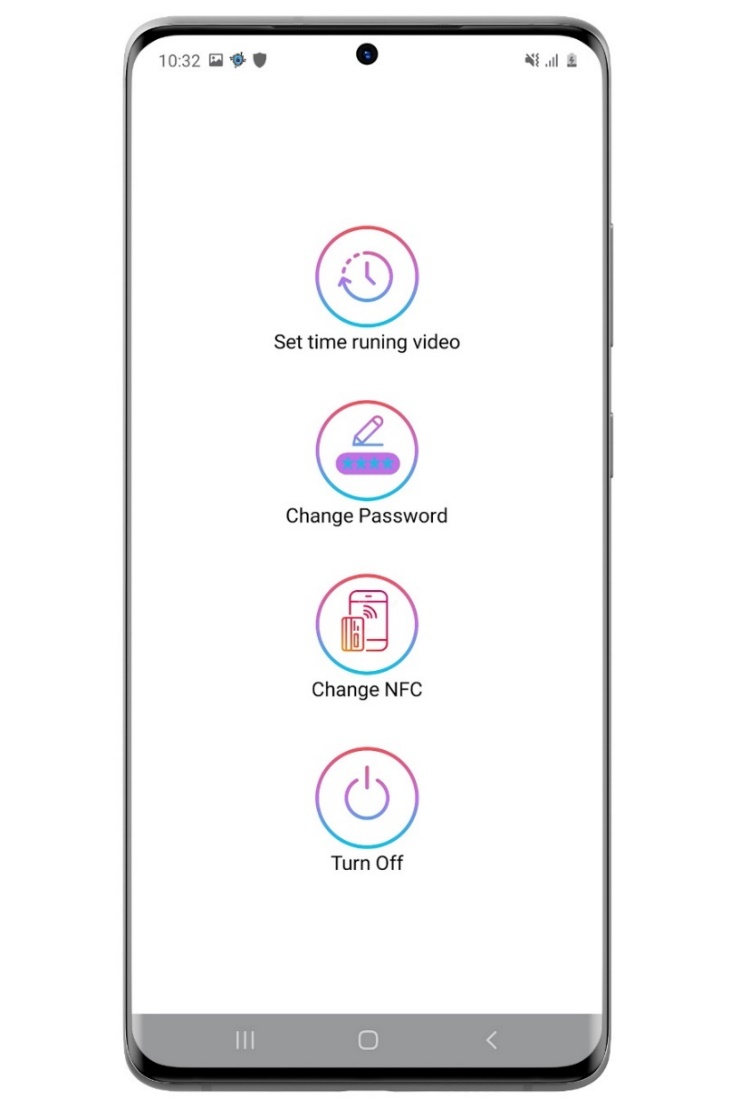 10:32
Set time runing video
****
Change Password
Change NFC
Turn Off